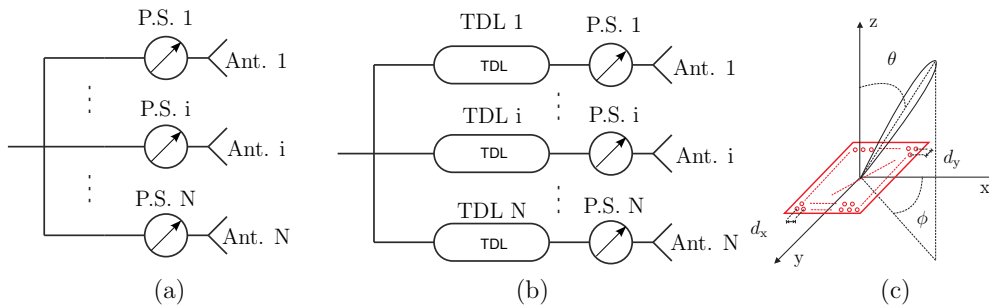 P.S. 1
Ant. 1
P.S. i
Ant. i
P.S. N
Ant. N
(a)
TDL 1
P.S. 1
TDL
Ant. 1
TDL i
P.S. i
TDL
Ant. i
TDL N
P.S. N
TDL
Ant. N
(b)
z
θ
d_y
x
d_x
ϕ
y
(c)